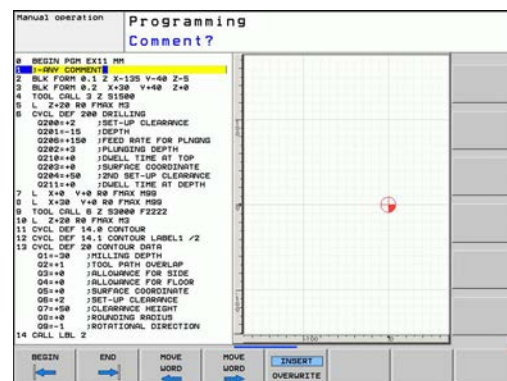 Manual operation
Programming
Comment?
0 BEGIN PGM EX11 MM
1 ;-ANY COMMENT
2 BLK FORM 0.1 Z X-135 Y-40 Z-5
3 BLK FORM 0.2 X+30 Y+40 Z+0
4 TOOL CALL 3 Z S1500
5 L Z+20 R0 FMAX M3
6 CYCL DEF 200 DRILLING
Q200=+2 ;SET-UP CLEARANCE
Q201=-15 ;DEPTH
Q206=+150 ;FEED RATE FOR PLNGNG
Q202=+3 ;PLUNGING DEPTH
Q210=+0 ;DWELL TIME AT TOP
Q203=+0 ;SURFACE COORDINATE
Q204=+50 ;2ND SET-UP CLEARANCE
Q211=+0 ;DWELL TIME AT DEPTH
7 L X+0 Y+0 R0 FMAX M99
8 L X+30 Y+0 R0 FMAX M99
9 TOOL CALL 6 Z S3000 F2222
10 L Z+20 R0 FMAX M3
11 CYCL DEF 14.0 CONTOUR
12 CYCL DEF 14.1 CONTOUR LABEL1 /2
13 CYCL DEF 20 CONTOUR DATA
Q1=-30 ;MILLING DEPTH
Q2=+1 ;TOOL PATH OVERLAP
Q3=+0 ;ALLOWANCE FOR SIDE
Q4=+0 ;ALLOWANCE FOR FLOOR
Q5=+0 ;SURFACE COORDINATE
Q6=+2 ;SET-UP CLEARANCE
Q7=+50 ;CLEARANCE HEIGHT
Q8=+0 ;ROUNDING RADIUS
Q9=-1 ;ROTATIONAL DIRECTION
14 CALL LBL 2
BEGIN
END
MOVE WORD
MOVE WORD
INSERT
OVERWRITE